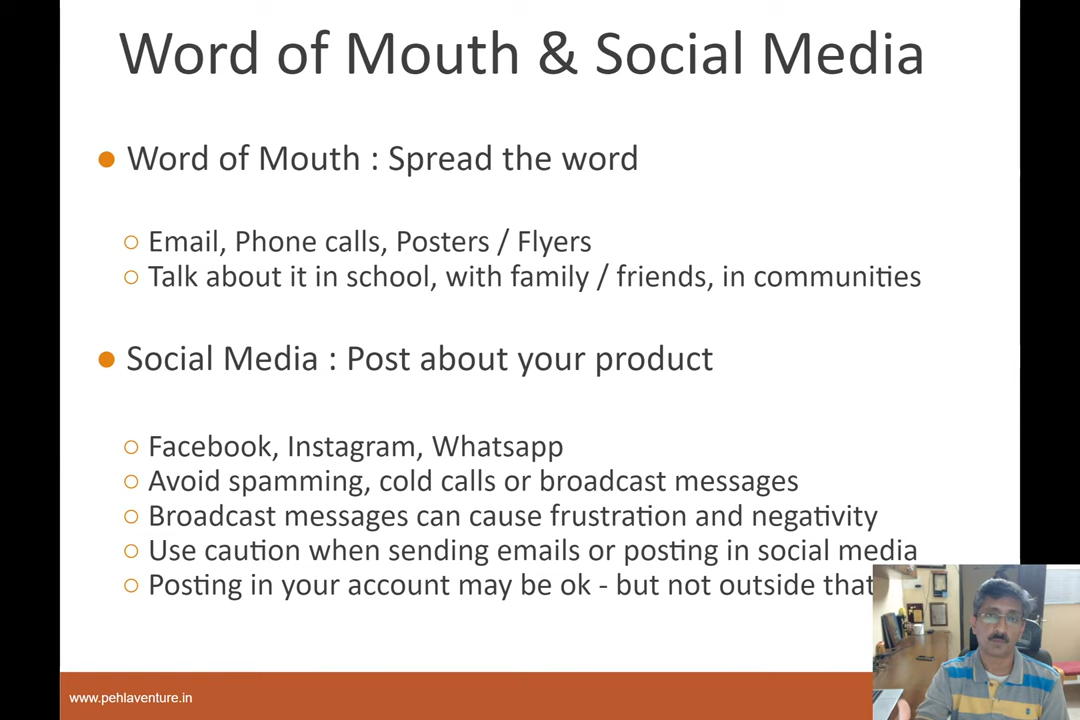 Word of Mouth & Social Media
● Word of Mouth : Spread the word
○ Email, Phone calls, Posters / Flyers
○ Talk about it in school, with family / friends, in communities
● Social Media : Post about your product
○ Facebook, Instagram, Whatsapp
○ Avoid spamming, cold calls or broadcast messages
○ Broadcast messages can cause frustration and negativity
○ Use caution when sending emails or posting in social media
○ Posting in your account may be ok - but not outside that
www.pehlaventure.in